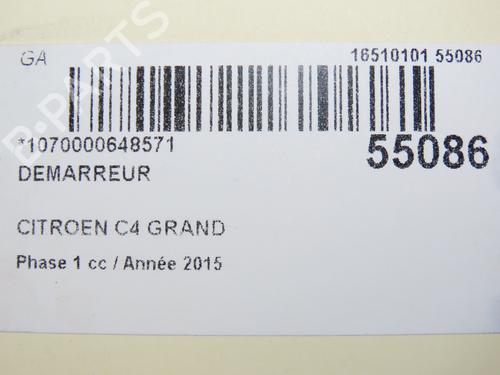 GA 16510101 55086
*1070000648571 55086
DEMARREUR
CITROEN C4 GRAND
Phase 1 cc / Année 2015
B-PARTS